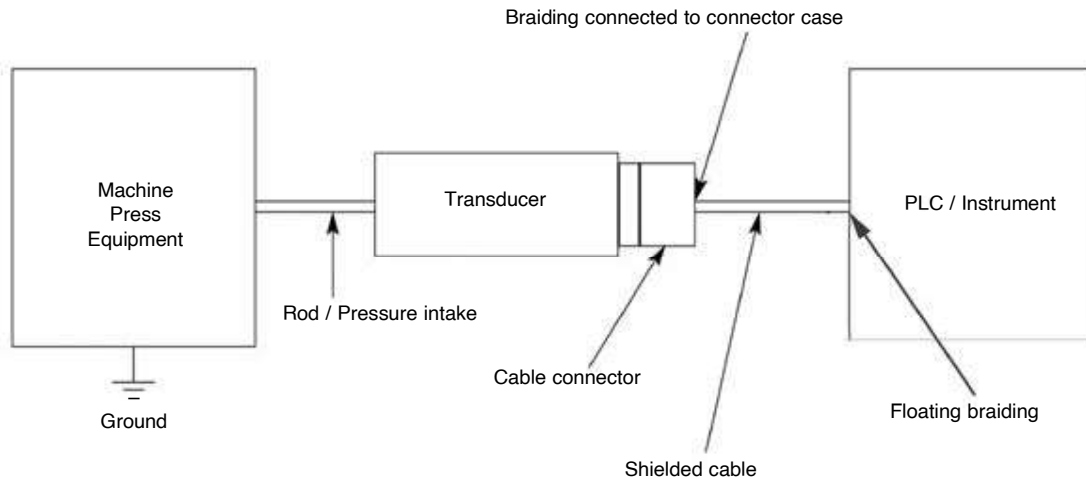 Braiding connected to connector case
Machine
Press
Equipment
Transducer
PLC / Instrument
Rod / Pressure intake
Cable connector
Ground
Floating braiding
Shielded cable